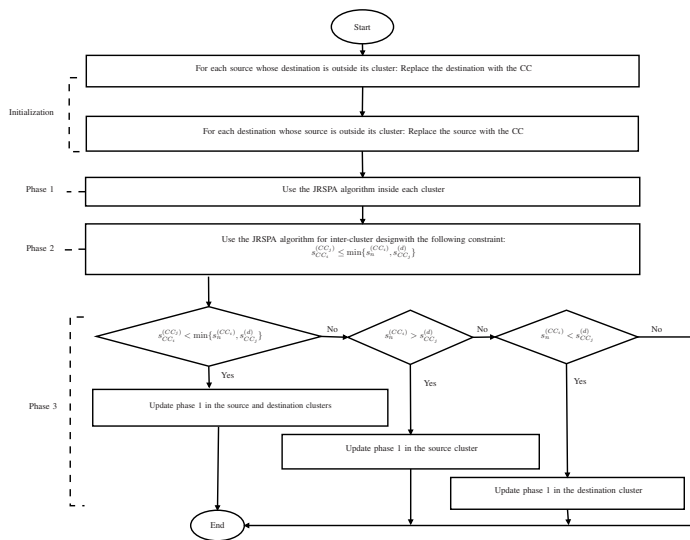 Start
For each source whose destination is outside its cluster: Replace the destination with the CC
Initialization
For each destination whose source is outside its cluster: Replace the source with the CC
Phase 1
Use the JRSPA algorithm inside each cluster
Phase 2
Use the JRSPA algorithm for inter-cluster designwith the following constraint:
$s_{CC_i}^{(CC_j)} \leq \min\{s_n^{(CC_i)}, s_{CC_j}^{(d)}\}$
$s_{CC_i}^{(CC_j)} < \min\{s_n^{(CC_i)}, s_{CC_j}^{(d)}\}$
No
$s_n^{(CC_i)} > s_{CC_j}^{(d)}$
No
$s_n^{(CC_i)} < s_{CC_j}^{(d)}$
No
Yes
Yes
Yes
Phase 3
Update phase 1 in the source and destination clusters
Update phase 1 in the source cluster
Update phase 1 in the destination cluster
End